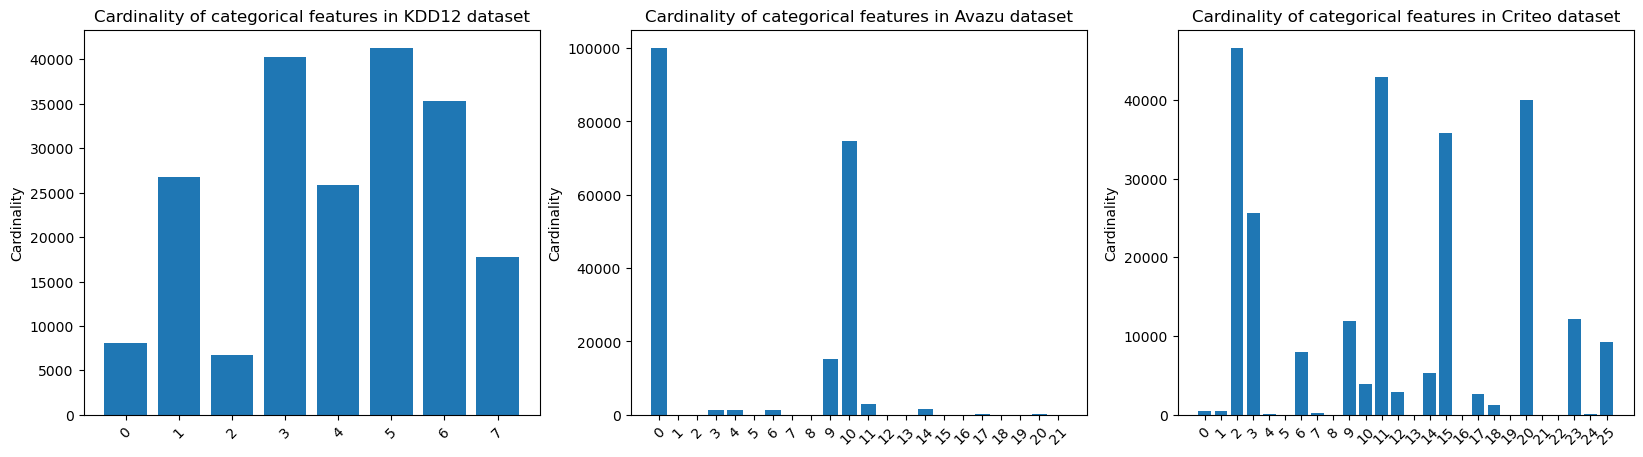 Cardinality of categorical features in KDD12 dataset
Cardinality
40000
35000
30000
25000
20000
15000
10000
5000
0
0 1 2 3 4 5 6 7
Cardinality of categorical features in Avazu dataset
Cardinality
100000
80000
60000
40000
20000
0
0 1 2 3 4 5 6 7 8 9 10 11 12 13 14 15 16 17 18 19 20 21
Cardinality of categorical features in Criteo dataset
Cardinality
40000
30000
20000
10000
0
0 1 2 3 4 5 6 7 8 9 10 11 12 13 14 15 16 17 18 19 20 21 22 23 24 25